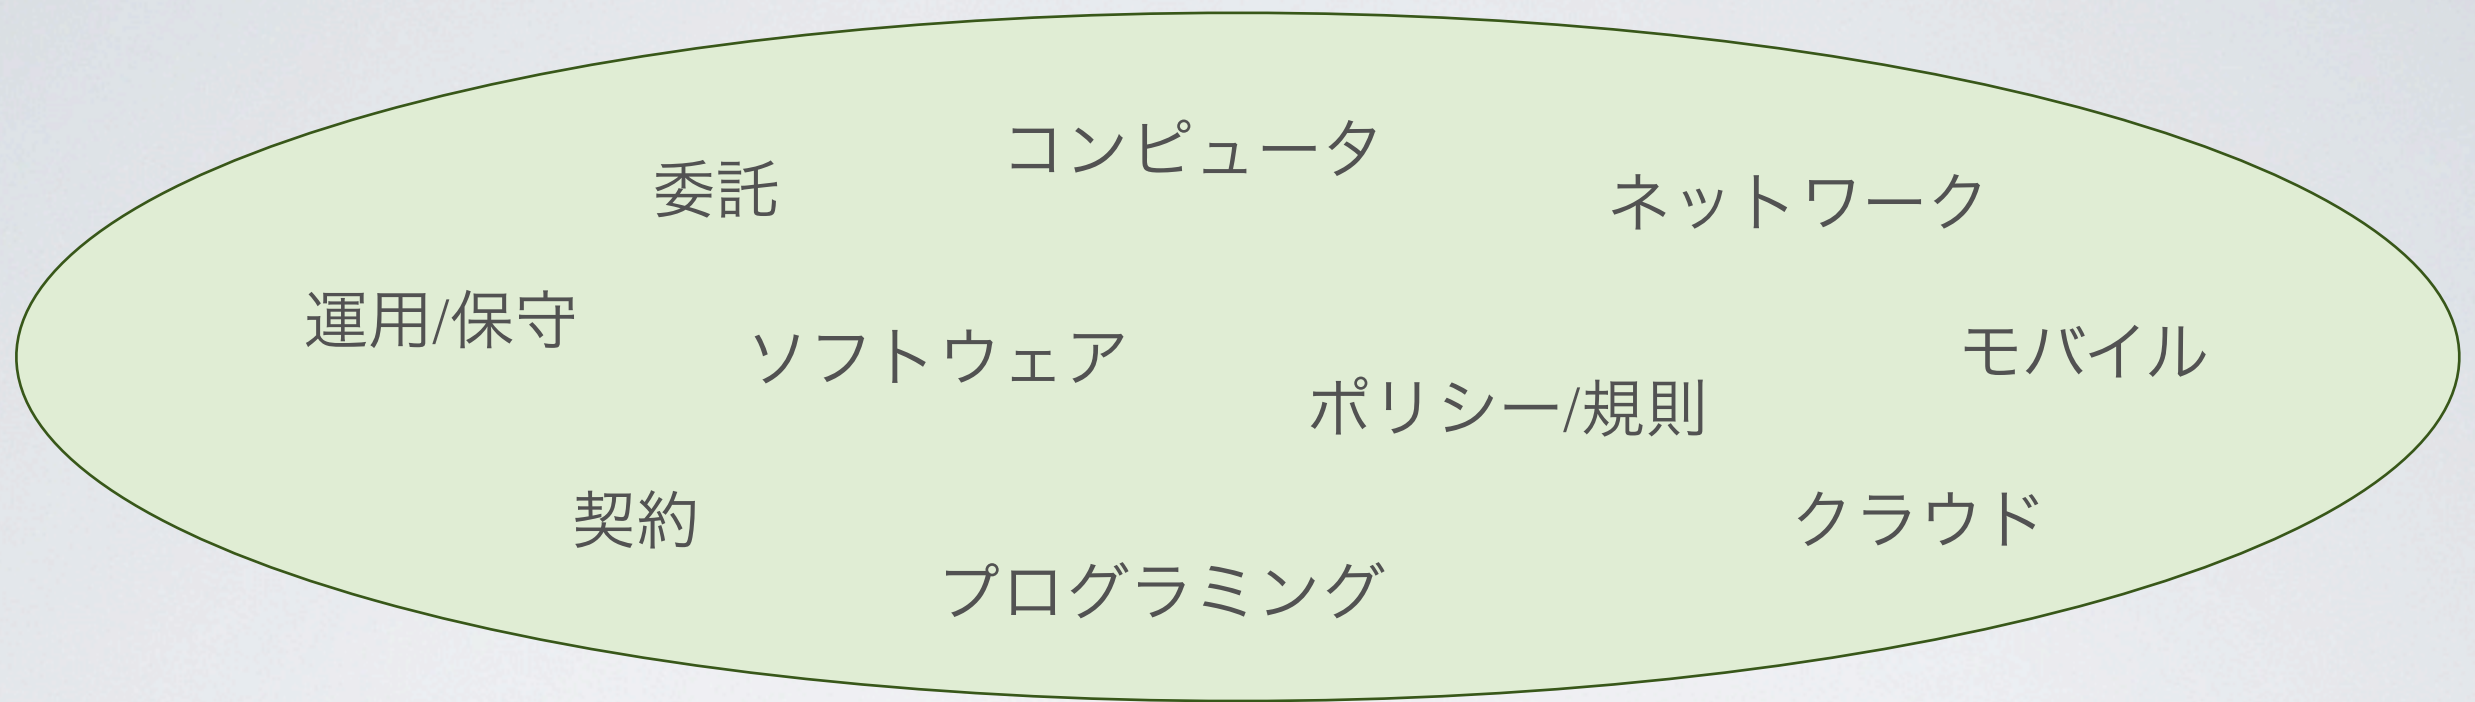 コンピュータ
委託
ネットワーク
運用/保守
ソフトウェア
モバイル
ポリシー/規則
契約
クラウド
プログラミング